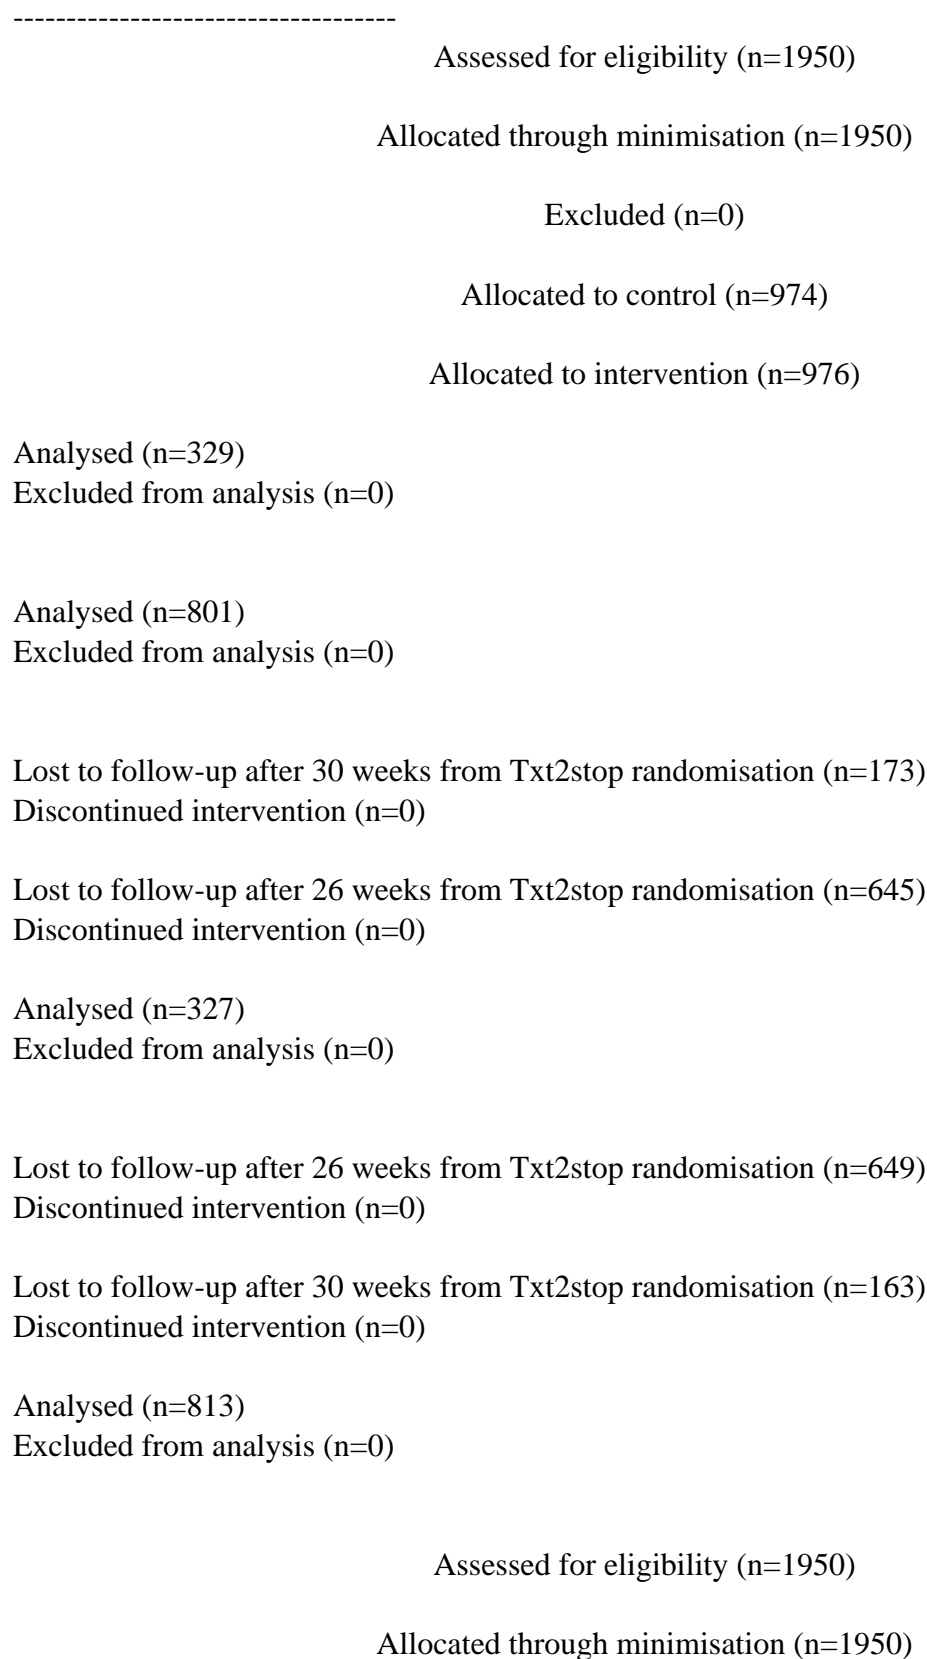 ------------------------------------
Assessed for eligibility (n=1950)
Allocated through minimisation (n=1950)
Excluded (n=0)
Allocated to control (n=974)
Allocated to intervention (n=976)
Analysed (n=329)
Excluded from analysis (n=0)
Analysed (n=801)
Excluded from analysis (n=0)
Lost to follow-up after 30 weeks from Txt2stop randomisation (n=173)
Discontinued intervention (n=0)
Lost to follow-up after 26 weeks from Txt2stop randomisation (n=645)
Discontinued intervention (n=0)
Analysed (n=327)
Excluded from analysis (n=0)
Lost to follow-up after 26 weeks from Txt2stop randomisation (n=649)
Discontinued intervention (n=0)
Lost to follow-up after 30 weeks from Txt2stop randomisation (n=163)
Discontinued intervention (n=0)
Analysed (n=813)
Excluded from analysis (n=0)
Assessed for eligibility (n=1950)
Allocated through minimisation (n=1950)